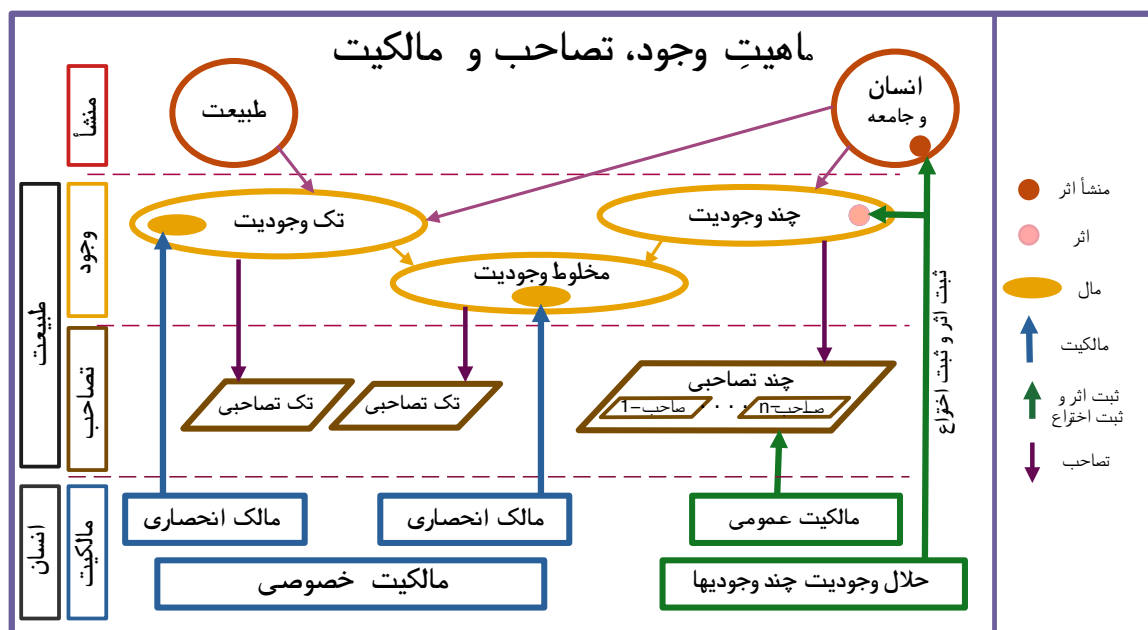 ماهیتِ وجود، تصاحب و مالکیت
انسان
و جامعه
طبیعت
منشأ
چند وجودیت
تک وجودیت
مخلوط وجودیت
وجود
طبیعت
تصاحب
چند تصاحبی
صاحب-n
. . . .
صاحب-1
تک تصاحبی
تک تصاحبی
ثبت اثر و ثبت اختراع
مالکیت عمومی
مالک انحصاری
مالک انحصاری
حلال وجودیت چند وجودیها
مالکیت خصوصی
مالکیت
انسان
منشأ اثر
اثر
مال
مالکیت
ثبت اثر و
ثبت اختراع
تصاحب